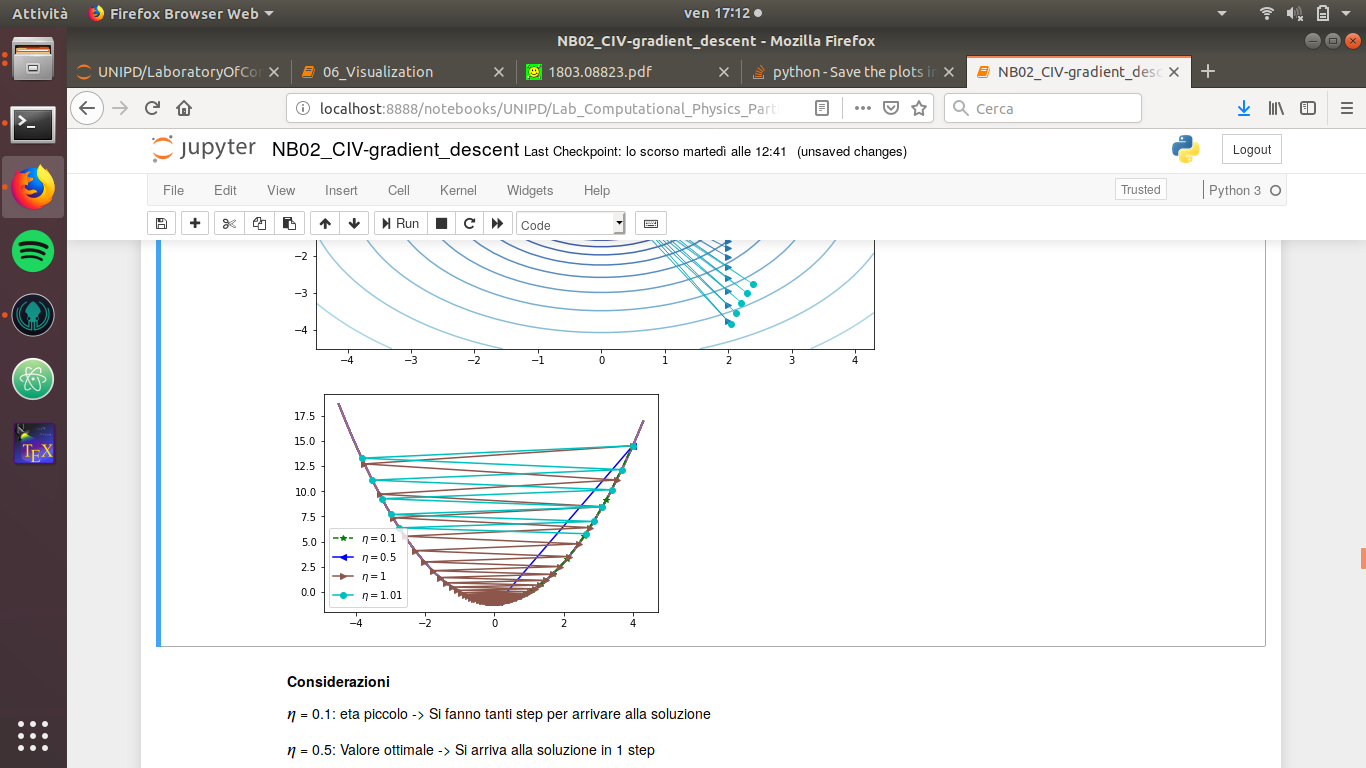 Attività
Firefox Browser Web
ven 17:12
NB02_CIV-gradient_descent - Mozilla Firefox
UNIPD/LaboratoryOfCo
06_Visualization
1803.08823.pdf
python - Save the plots i
NB02_CIV-gradient_desc
localhost:8888/notebooks/UNIPD/Lab_Computational_Physics_Part
Cerca
jupyter NB02_CIV-gradient_descent Last Checkpoint: lo scorso martedì alle 12:41 (unsaved changes)
Logout
File Edit View Insert Cell Kernel Widgets Help
Trusted
Python 3
Run
Code
−2
−3
−4
−4 −3 −2 −1 0 1 2 3 4
17.5
15.0
12.5
10.0
7.5
5.0
2.5
0.0
η = 0.1
η = 0.5
η = 1
η = 1.01
−4 −2 0 2 4
TEX
Considerazioni
η = 0.1: eta piccolo -> Si fanno tanti step per arrivare alla soluzione
η = 0.5: Valore ottimale -> Si arriva alla soluzione in 1 step